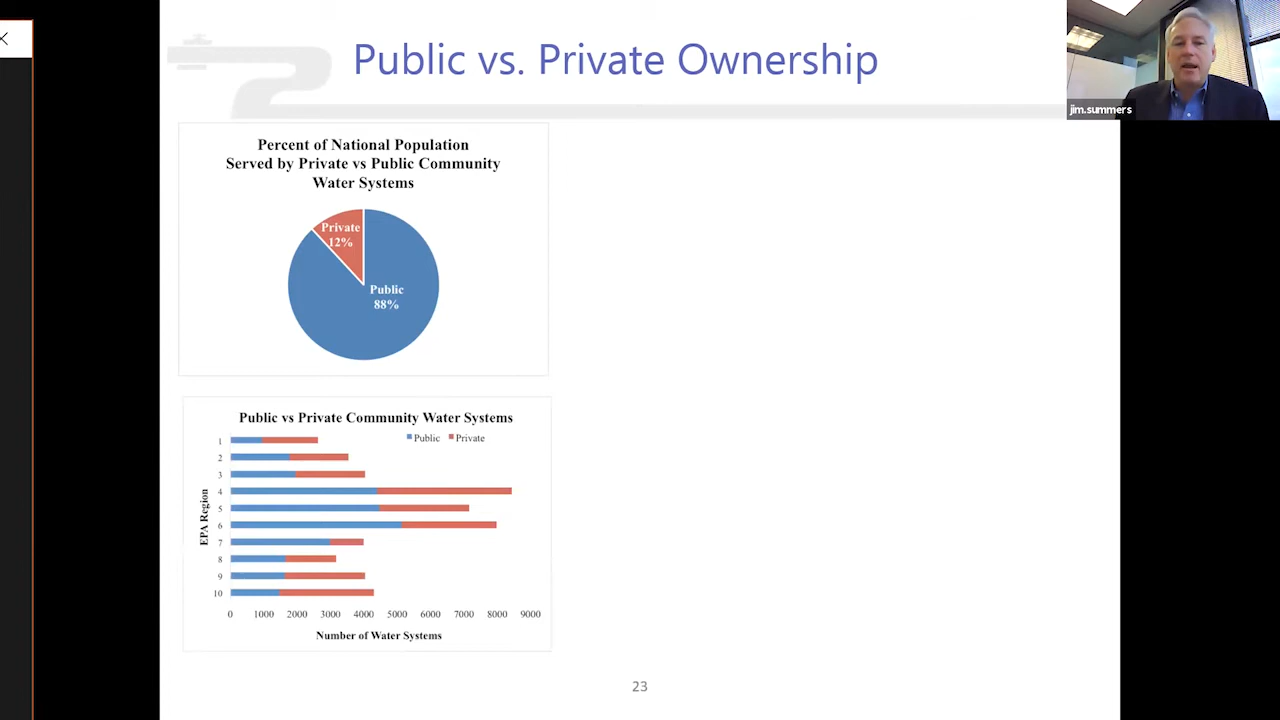 Public vs. Private Ownership
jim.summers
Percent of National Population
Served by Private vs Public Community
Water Systems
Private
12%
Public
88%
Public vs Private Community Water Systems
Public Private
EPA Region
1
2
3
4
5
6
7
8
9
10
0 1000 2000 3000 4000 5000 6000 7000 8000 9000
Number of Water Systems
23